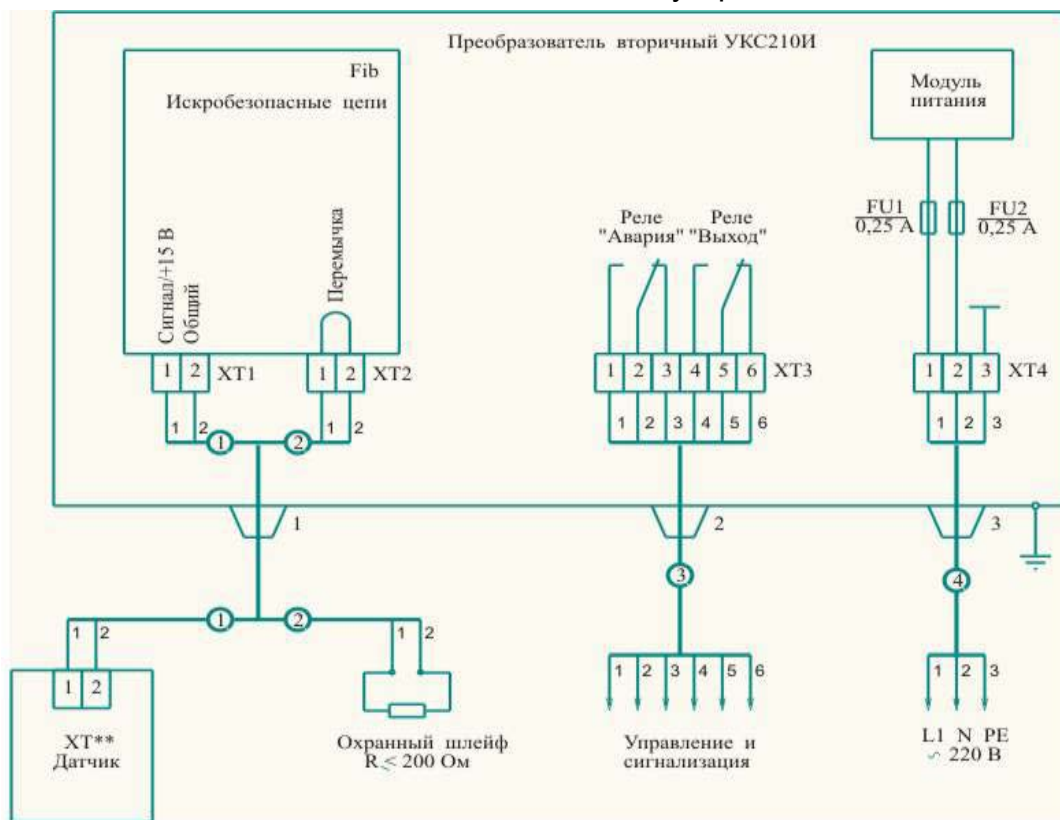 Преобразователь вторичный УКС210И
Fib
Искробезопасные цепи
Модуль
питания
Сигнал/+15 В
Общий
Перемычка
Реле
"Авария"
Реле
"Выход"
FU1
0,25 А
FU2
0,25 А
1 2 XT1
1 2 XT2
1 2 3 4 5 6 XT3
1 2 3 XT4
1 2
1 2
1 2 3 4 5 6
1 2 3
1 2
1
2
3
3
4
1 2
1 2
1 2
1 2
1 2 3 4 5 6
1 2 3
XT**
Датчик
Охранный шлейф
R ≤ 200 Ом
Управление и
сигнализация
L1 N PE
~ 220 В